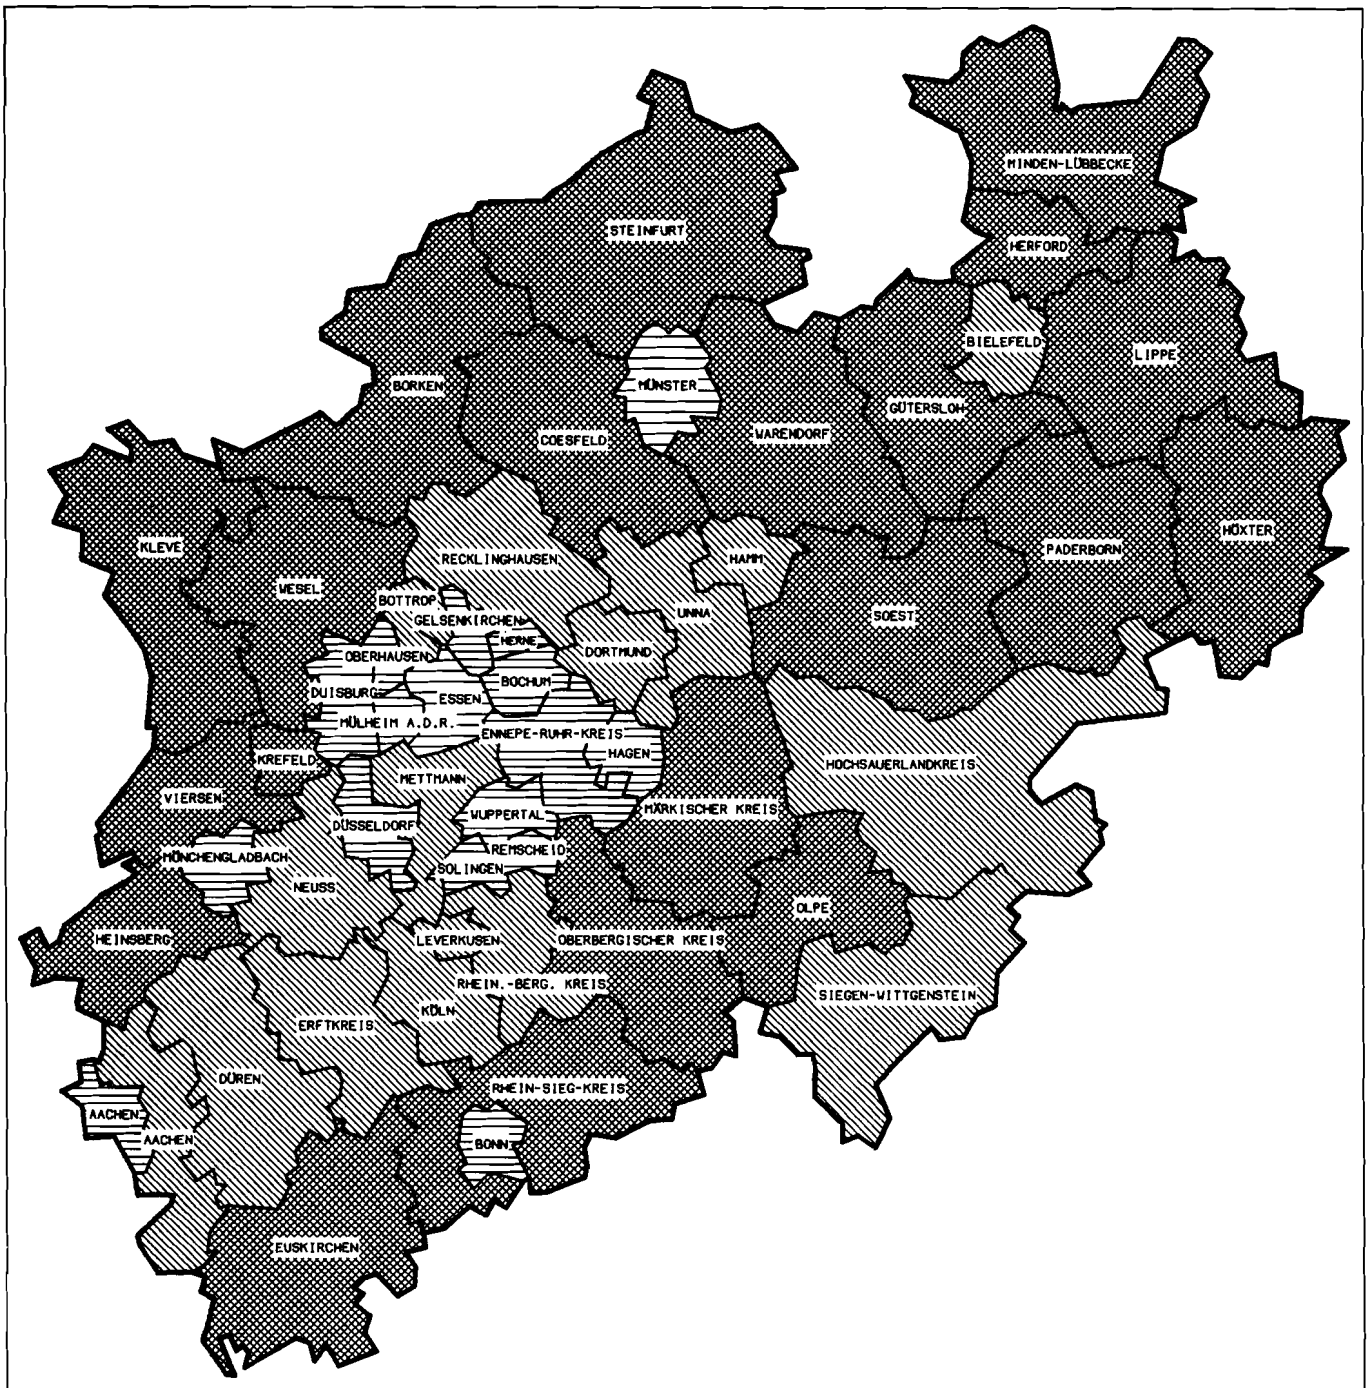 MINDEN-LÜBBECKE
STEINFURT
HERFORD
BIELEFELD
LIPPE
BORKEN
MÜNSTER
GÜTERSLOH
COESFELD
WARENDORF
HÖXTER
KLEVE
PADERBORN
RECKLINGHAUSEN
HAMM
WESEL
BOTTROP
UNNA
SOEST
GELSENKIRCHEN
HERNE
OBERHAUSEN
DORTMUND
DUISBURG
ESSEN
BOCHUM
MÜLHEIM A.D.R.
ENNEPE-RUHR-KREIS
HAGEN
KREFELD
HOCHSAUERLANDKREIS
METTMANN
VIERSEN
WUPPERTAL
MÄRKISCHER KREIS
DÜSSELDORF
REMSCHEID
MÖNCHENGLADBACH
SOLINGEN
NEUSS
OLPE
HEINSBERG
LEVERKUSEN
OBERBERGISCHER KREIS
RHEIN.-BERG. KREIS
SIEGEN-WITTGENSTEIN
KÖLN
ERFTKREIS
DÜREN
RHEIN-SIEG-KREIS
AACHEN
AACHEN
BONN
EUSKIRCHEN